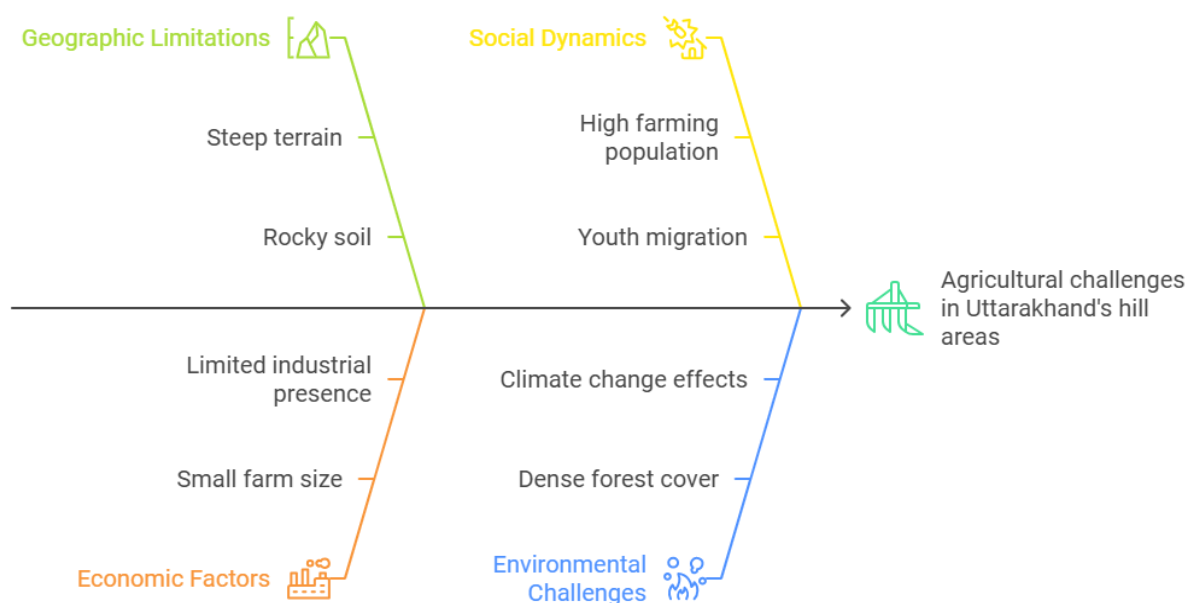 Geographic Limitations
Steep terrain
Rocky soil
Social Dynamics
High farming
population
Youth migration
Agricultural challenges
in Uttarakhand's hill
areas
Limited industrial
presence
Small farm size
Economic Factors
Climate change effects
Dense forest cover
Environmental
Challenges